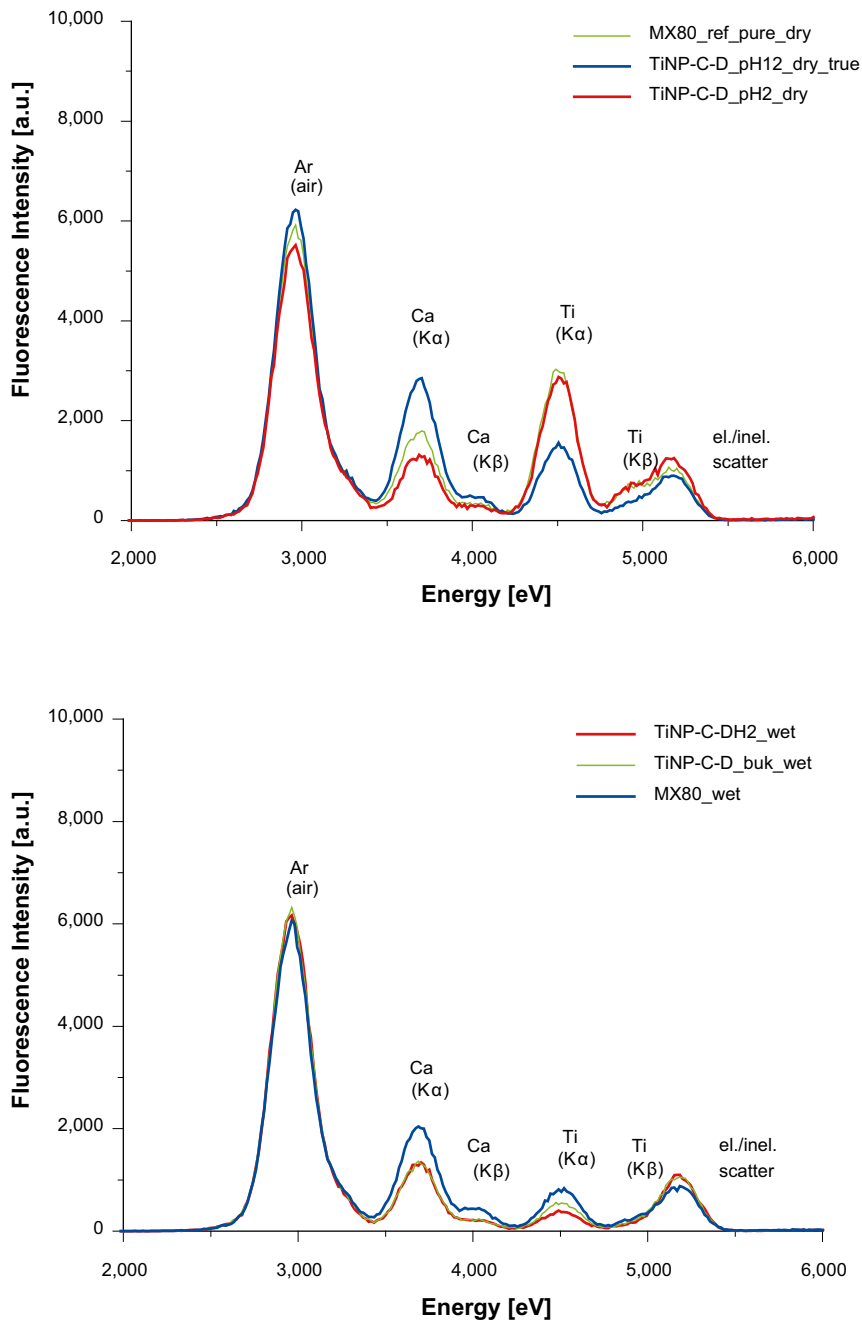 10,000
8,000
6,000
4,000
2,000
0
Fluorescence Intensity [a.u.]
MX80_ref_pure_dry
TiNP-C-D_pH12_dry_true
TiNP-C-D_pH2_dry
Ar
(air)
Ca
(Kα)
Ca
(Kβ)
Ti
(Kα)
Ti
(Kβ)
el./inel.
scatter
2,000 3,000 4,000 5,000 6,000
Energy [eV]
10,000
8,000
6,000
4,000
2,000
0
Fluorescence Intensity [a.u.]
TiNP-C-DH2_wet
TiNP-C-D_buk_wet
MX80_wet
Ar
(air)
Ca
(Kα)
Ca
(Kβ)
Ti
(Kα)
Ti
(Kβ)
el./inel.
scatter
2,000 3,000 4,000 5,000 6,000
Energy [eV]